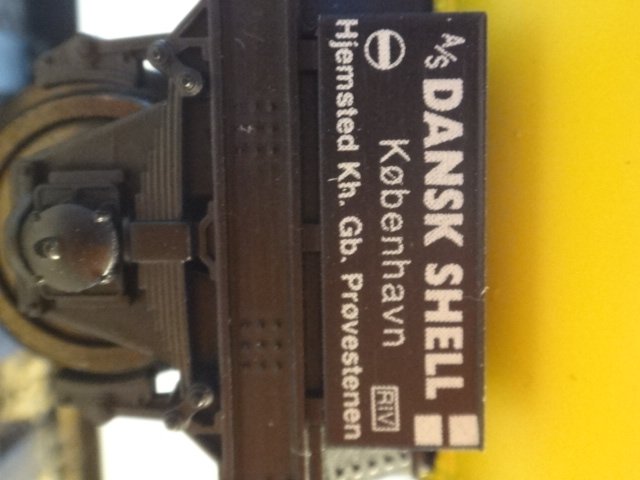 A/S DANSK SHELL
København
RIV
Hjemsted Kh. Gb. Prøvestenen